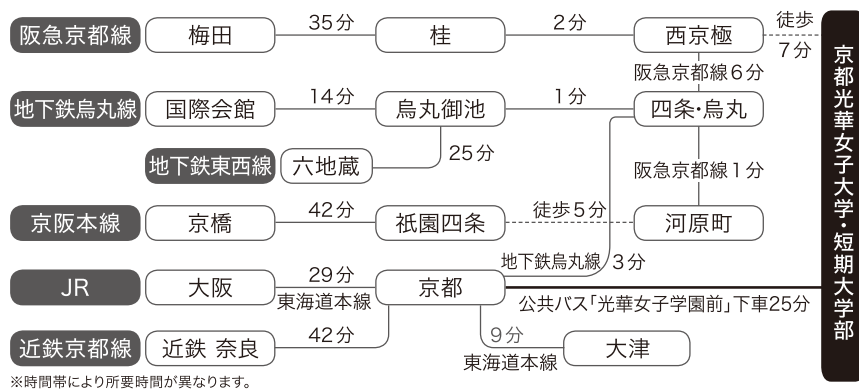 阪急京都線 梅田 35分 桂 2分 西京極 徒歩 7分
阪急京都線6分
地下鉄烏丸線 国際会館 14分 烏丸御池 1分 四条・烏丸
地下鉄東西線 六地蔵 25分
阪急京都線1分
京阪本線 京橋 42分 祇園四条 徒歩5分 河原町
地下鉄烏丸線 3分
JR 大阪 29分 東海道本線 京都
公共バス「光華女子学園前」下車25分
近鉄京都線 近鉄 奈良 42分 9分 東海道本線 大津
京都光華女子大学・短期大学部
※時間帯により所要時間が異なります。